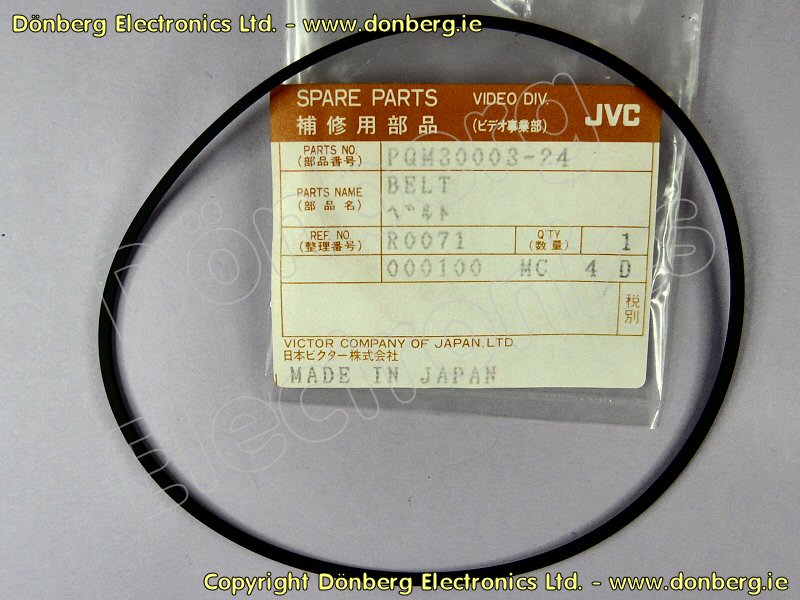 Dönberg Electronics Ltd. - www.donberg.ie
SPARE PARTS VIDEO DIV. JVC
補修用部品 (ビデオ事業部)
PARTS NO. PQM30003-24
(部品番号)
PARTS NAME BELT
(部品名) ベルト
REF. NO. R0071 Q'TY 1
(整理番号) (数量)
000100 MC 4 D
税別
VICTOR COMPANY OF JAPAN, LTD.
日本ビクター株式会社
MADE IN JAPAN
Dönberg
Electronics
Copyright Dönberg Electronics Ltd. - www.donberg.ie